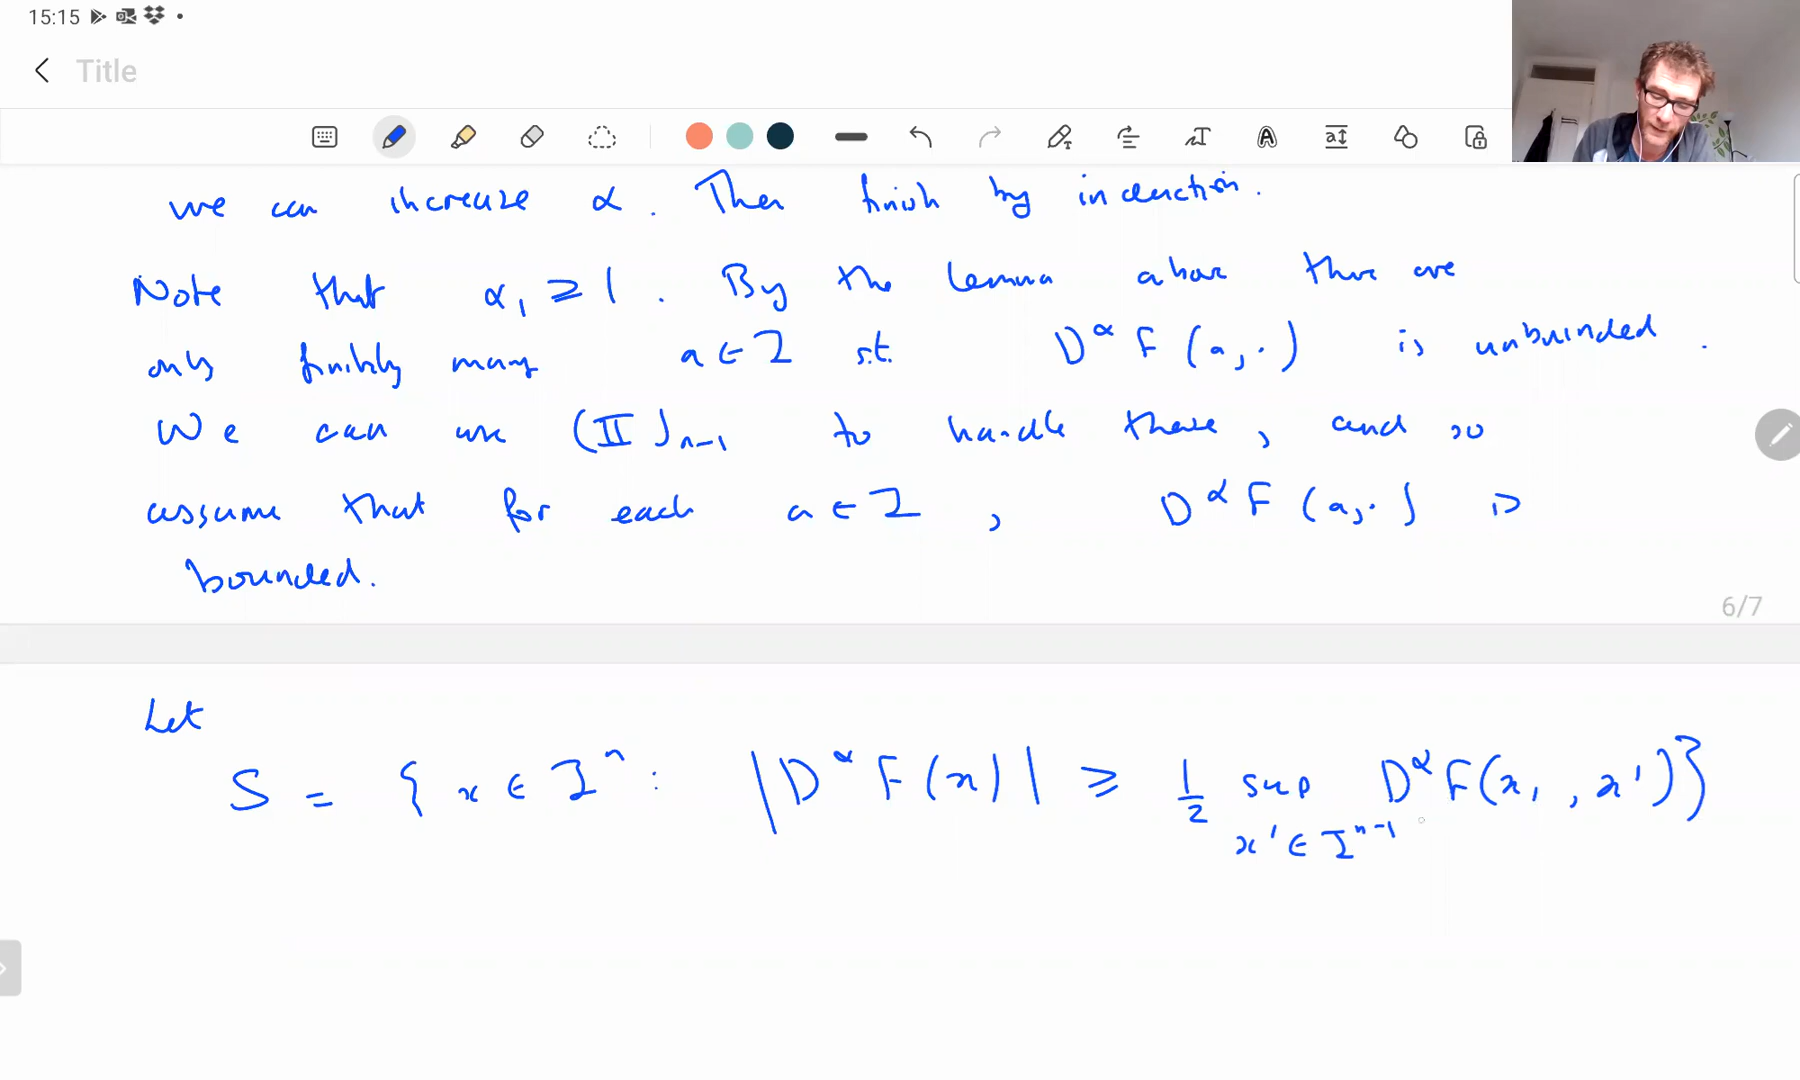 15:15
Title
we can increase α. Then finish by induction.
Note that α₁ ≥ 1. By the lemma above there are
only finitely many a ∈ I s.t. D^α F(a,·) is unbounded.
We can use (II)ₙ₋₁ to handle these, and so
assume that for each a ∈ I, D^α F(a,·) is
bounded.
6/7
Let
S = { x ∈ Iⁿ : |D^α F(x)| ≥ 1/2 sup D^α F(x₁, x') }
x' ∈ Iⁿ⁻¹